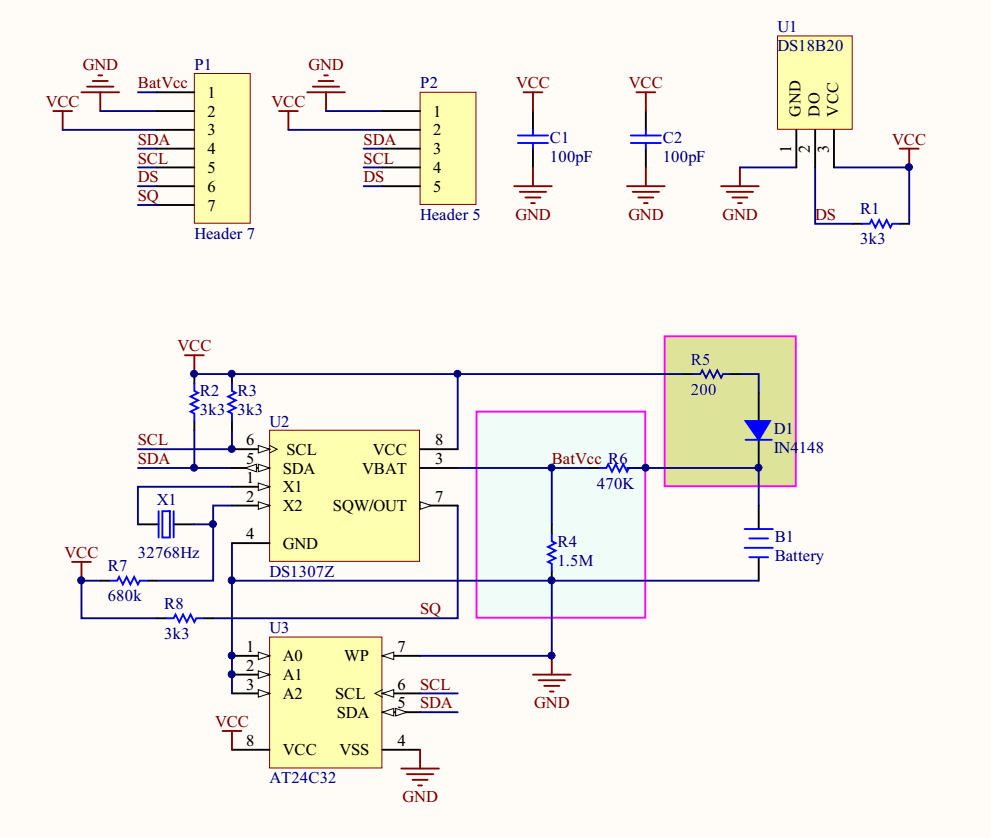 P1
GND
BatVcc
VCC
SDA
SCL
DS
SQ
1
2
3
4
5
6
7
Header 7
P2
GND
VCC
SDA
SCL
DS
1
2
3
4
5
Header 5
VCC
C1
100pF
GND
VCC
C2
100pF
GND
U1
DS18B20
GND
DO
VCC
1
2
3
VCC
GND
DS
R1
3k3
VCC
R2
3k3
R3
3k3
U2
SCL
SDA
6
5
1
2
4
SCL
SDA
X1
X2
GND
VCC
VBAT
SQW/OUT
8
3
7
DS1307Z
X1
32768Hz
VCC
R7
680k
R8
3k3
SQ
R5
200
D1
IN4148
BatVcc
R6
470K
R4
1.5M
B1
Battery
U3
1
2
3
8
A0
A1
A2
VCC
WP
SCL
SDA
VSS
7
6
5
4
SCL
SDA
VCC
AT24C32
GND
GND